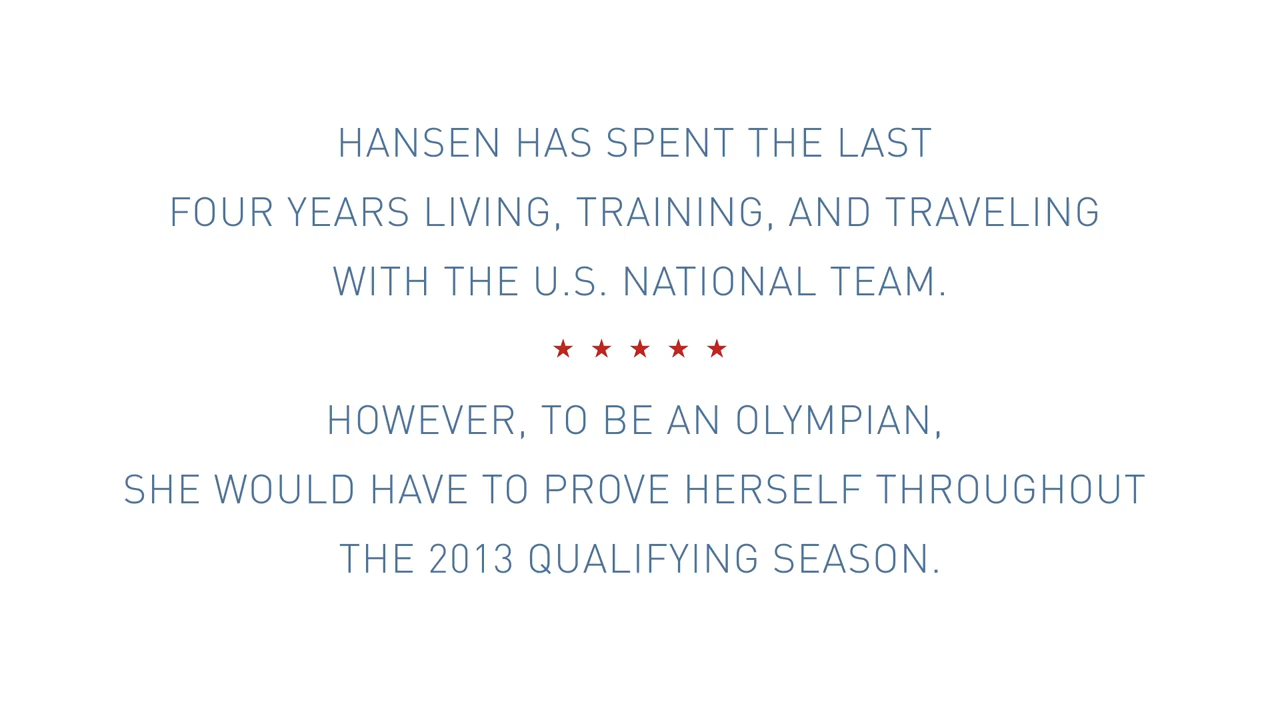 HANSEN HAS SPENT THE LAST
FOUR YEARS LIVING, TRAINING, AND TRAVELING
WITH THE U.S. NATIONAL TEAM.
★ ★ ★ ★ ★
HOWEVER, TO BE AN OLYMPIAN,
SHE WOULD HAVE TO PROVE HERSELF THROUGHOUT
THE 2013 QUALIFYING SEASON.